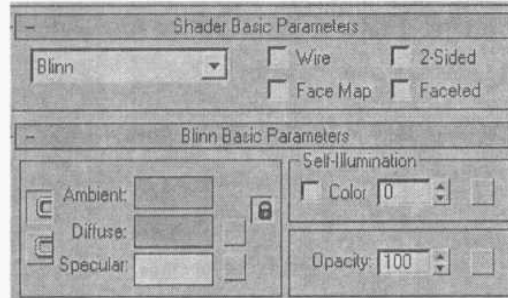 Shader Basic Parameters
Blinn
Wire
2-Sided
Face Map
Faceted
Blinn Basic Parameters
Ambient:
Diffuse:
Specular:
Self-Illumination
Color 0
Opacity: 100